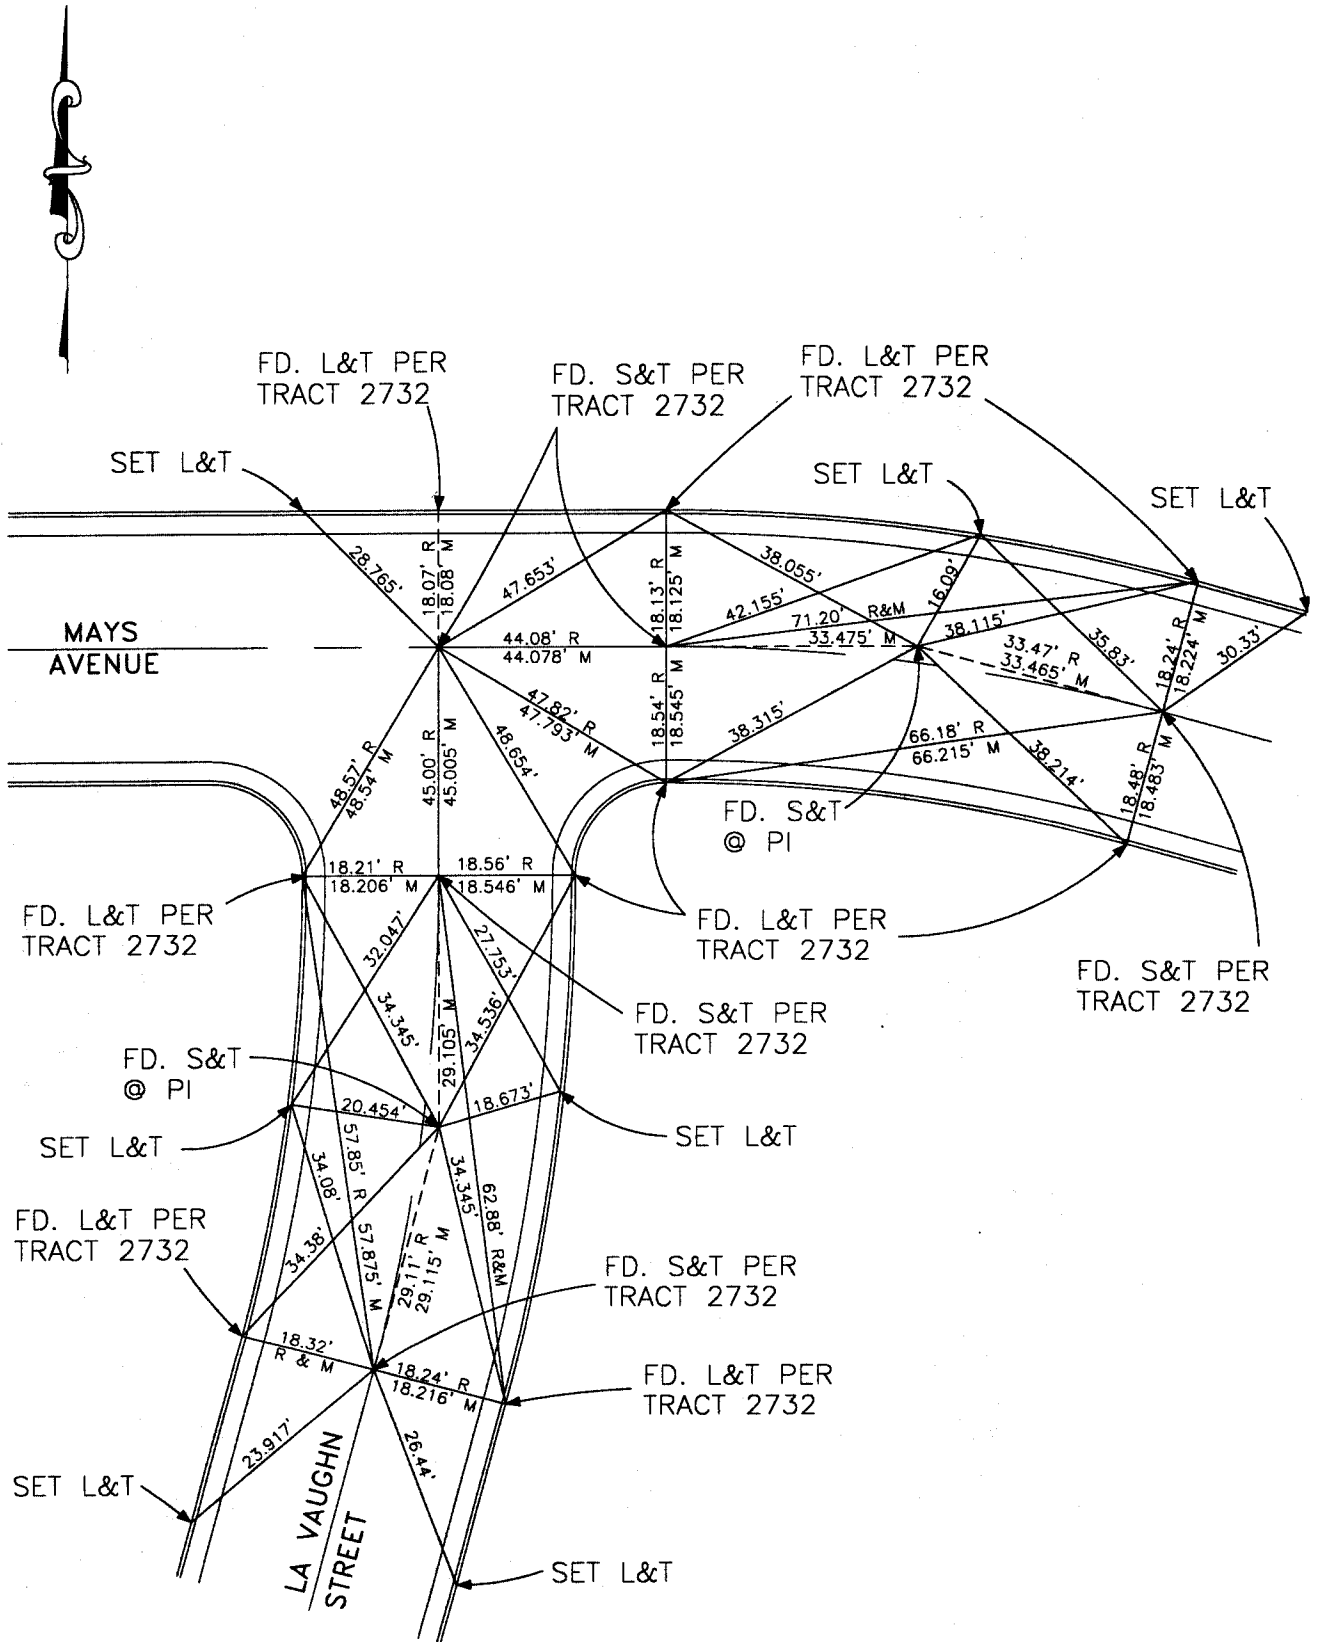 FD. L&T PER
TRACT 2732
FD. S&T PER
TRACT 2732
FD. L&T PER
TRACT 2732
SET L&T
SET L&T
SET L&T
28.765'
18.07' R
18.08' M
47.653'
18.13' R
18.125' M
38.055'
42.155'
16.09'
71.20' R&M
38.115'
MAYS
AVENUE
44.08' R
44.078' M
33.475' M
33.47' R
33.465' M
35.83'
18.24' R
18.224' M
30.33'
47.82' R
47.793' M
18.54' R
18.545' M
38.315'
48.57' R
48.54' M
45.00' R
45.005' M
48.654'
66.18' R
66.215' M
38.214'
18.48' R
18.483' M
FD. S&T
@ PI
18.21' R
18.206' M
18.56' R
18.546' M
FD. L&T PER
TRACT 2732
FD. L&T PER
TRACT 2732
FD. S&T PER
TRACT 2732
32.047'
27.753'
34.345'
29.105' M
34.536'
FD. S&T PER
TRACT 2732
FD. S&T
@ PI
20.454'
18.673'
SET L&T
SET L&T
34.08'
57.85' R
57.875' M
34.345'
62.88' R&M
FD. L&T PER
TRACT 2732
34.38'
29.11' R
29.115' M
FD. S&T PER
TRACT 2732
18.32'
R & M
18.24' R
18.216' M
FD. L&T PER
TRACT 2732
23.917'
26.44'
SET L&T
LA VAUGHN
STREET
SET L&T